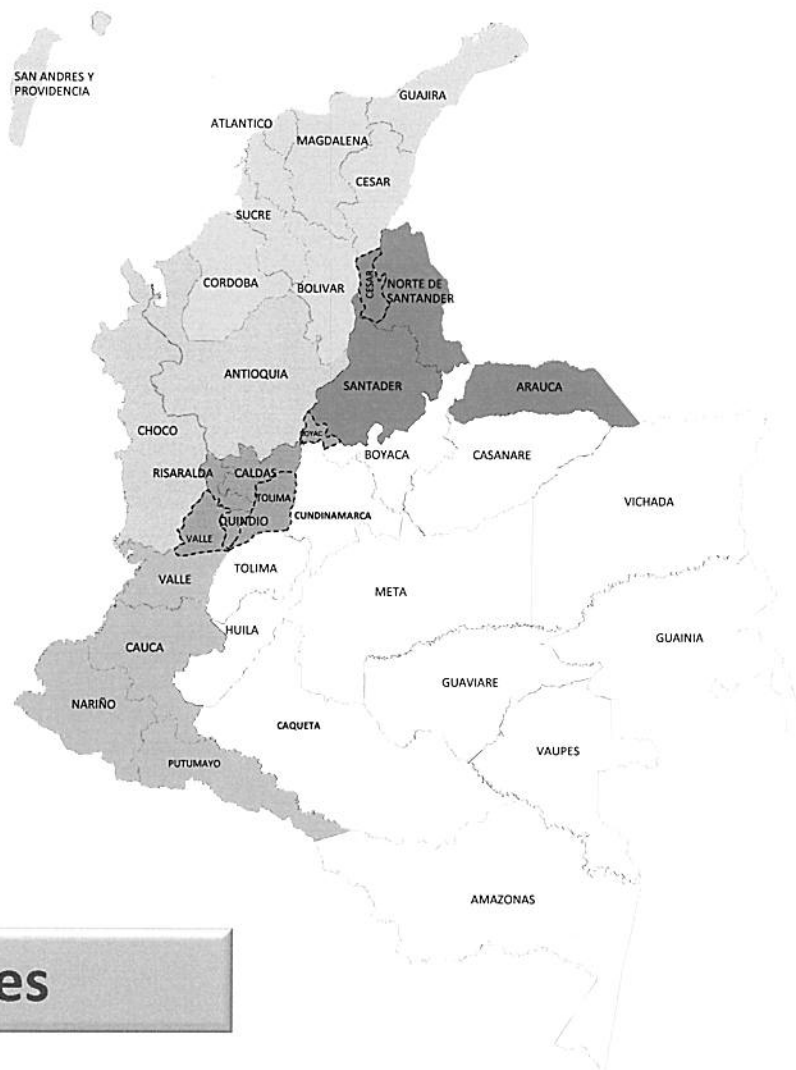 SAN ANDRES Y
PROVIDENCIA
GUAJIRA
ATLANTICO
MAGDALENA
CESAR
SUCRE
CORDOBA
BOLIVAR
CESAR
NORTE DE
SANTANDER
ANTIOQUIA
SANTADER
ARAUCA
CHOCO
BOYAC
BOYACA
CASANARE
RISARALDA
CALDAS
TOLIMA
VICHADA
QUINDIO
CUNDINAMARCA
VALLE
VALLE
TOLIMA
META
HUILA
CAUCA
GUAINIA
GUAVIARE
NARIÑO
CAQUETA
VAUPES
PUTUMAYO
AMAZONAS
es